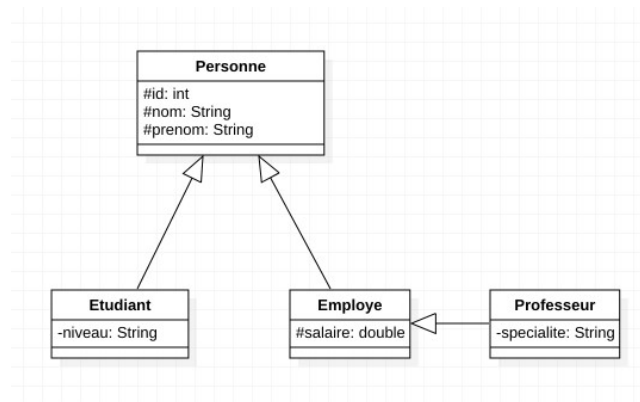 Personne
#id: int
#nom: String
#prenom: String
Etudiant
-niveau: String
Employe
#salaire: double
Professeur
-specialite: String